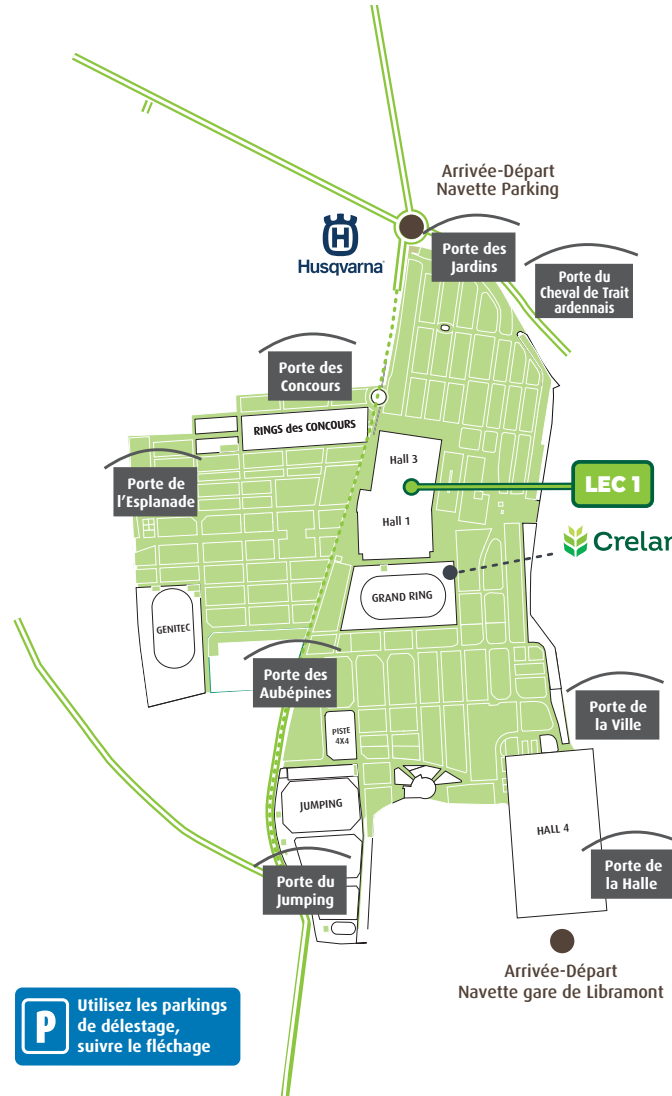 Arrivée-Départ
Navette Parking
Husqvarna
Porte des
Jardins
Porte du
Cheval de Trait
ardennais
Porte des
Concours
RINGS des CONCOURS
Porte de
l'Esplanade
Hall 3
LEC 1
Hall 1
Crelan
GRAND RING
GENITEC
Porte des
Aubépines
Porte de
la Ville
PISTE
4X4
JUMPING
HALL 4
Porte de
la Halle
Porte du
Jumping
Arrivée-Départ
Navette gare de Libramont
P
Utilisez les parkings
de délestage,
suivre le fléchage